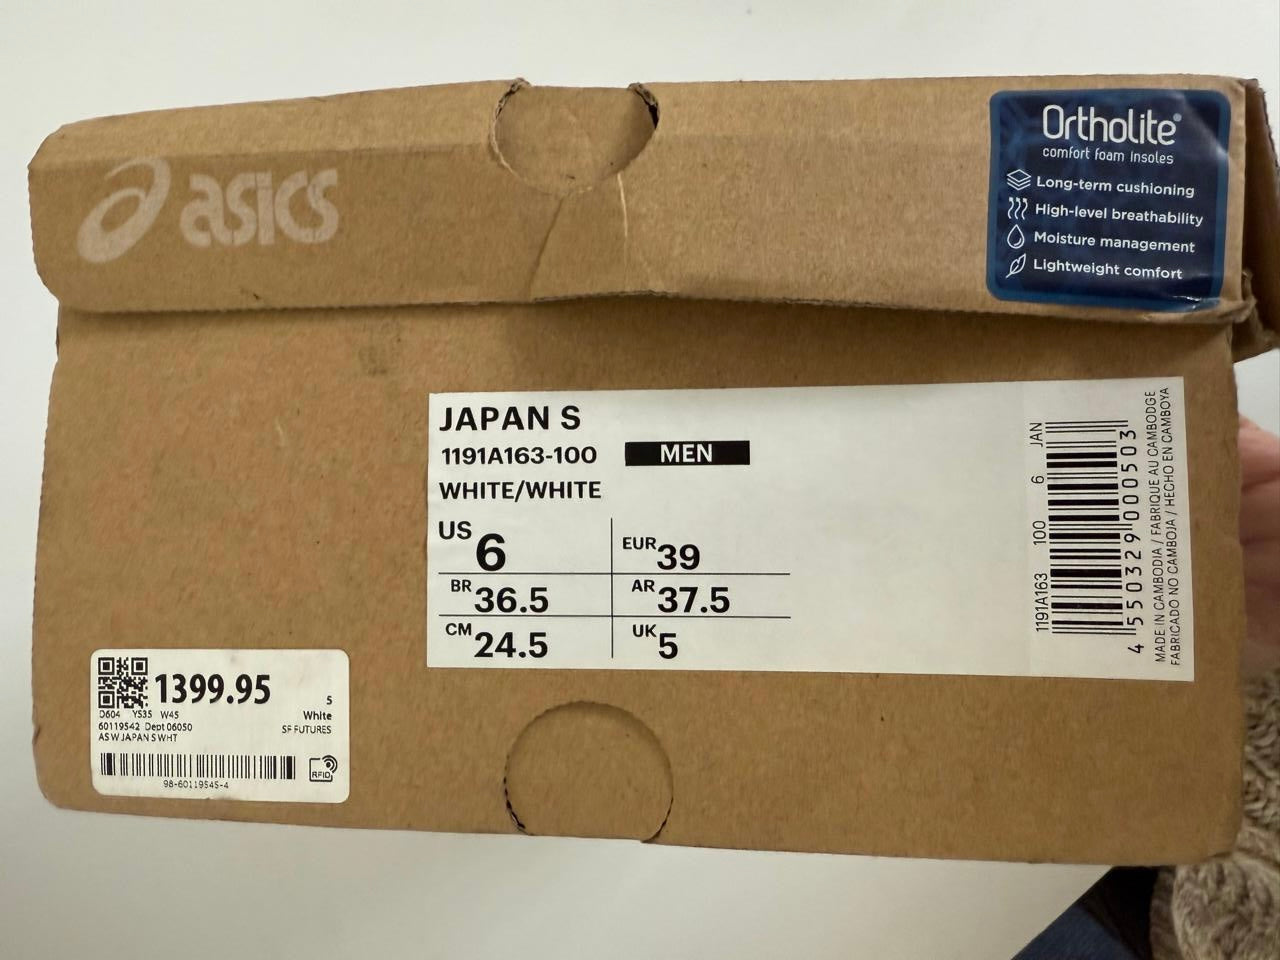 asics
Ortholite®
comfort foam insoles
Long-term cushioning
High-level breathability
Moisture management
Lightweight comfort
JAPAN S
1191A163-100 MEN
WHITE/WHITE
US 6 EUR 39
BR 36.5 AR 37.5
CM 24.5 UK 5
1191A163 100 6 JAN
4 550329 000503
MADE IN CAMBODIA / FABRIQUE AU CAMBODGE
FABRICADO NO CAMBOJA / HECHO EN CAMBOYA
1399.95 5
D604 YS35 W45 White
60119542 Dept 06050 SF FUTURES
AS W JAPAN S WHT
98-60119545-4
RFID